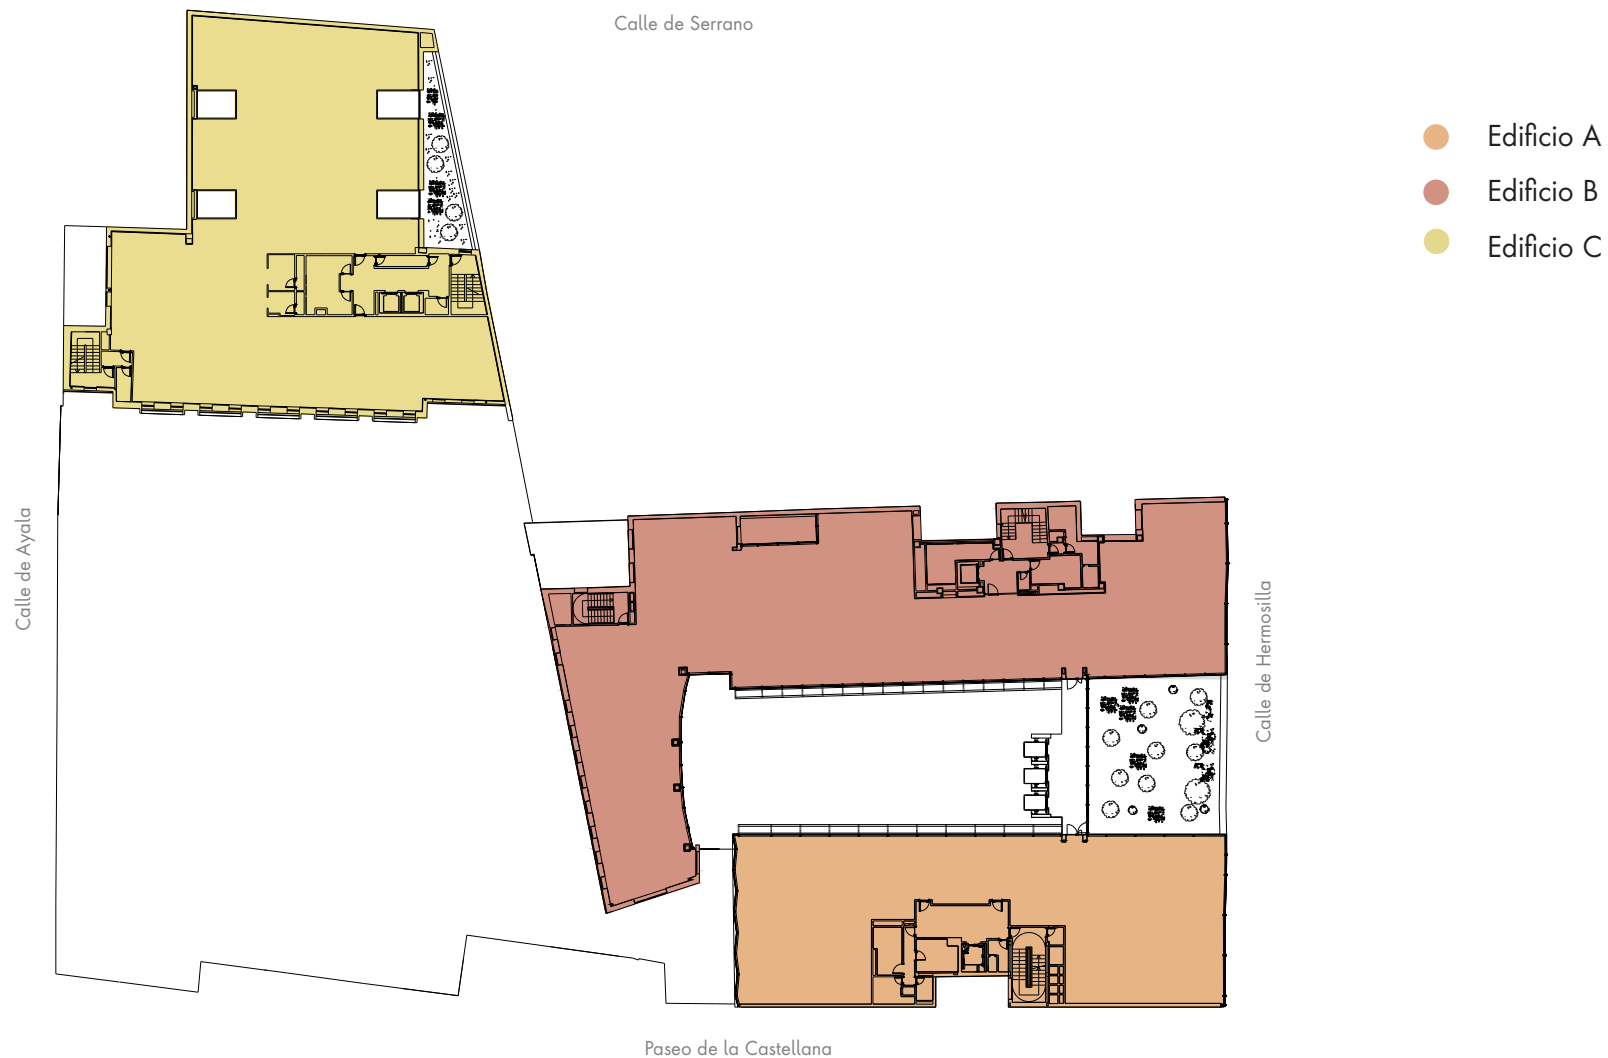 Calle de Serrano
Edificio A
Edificio B
Edificio C
Calle de Ayala
Calle de Hermosilla
Paseo de la Castellana